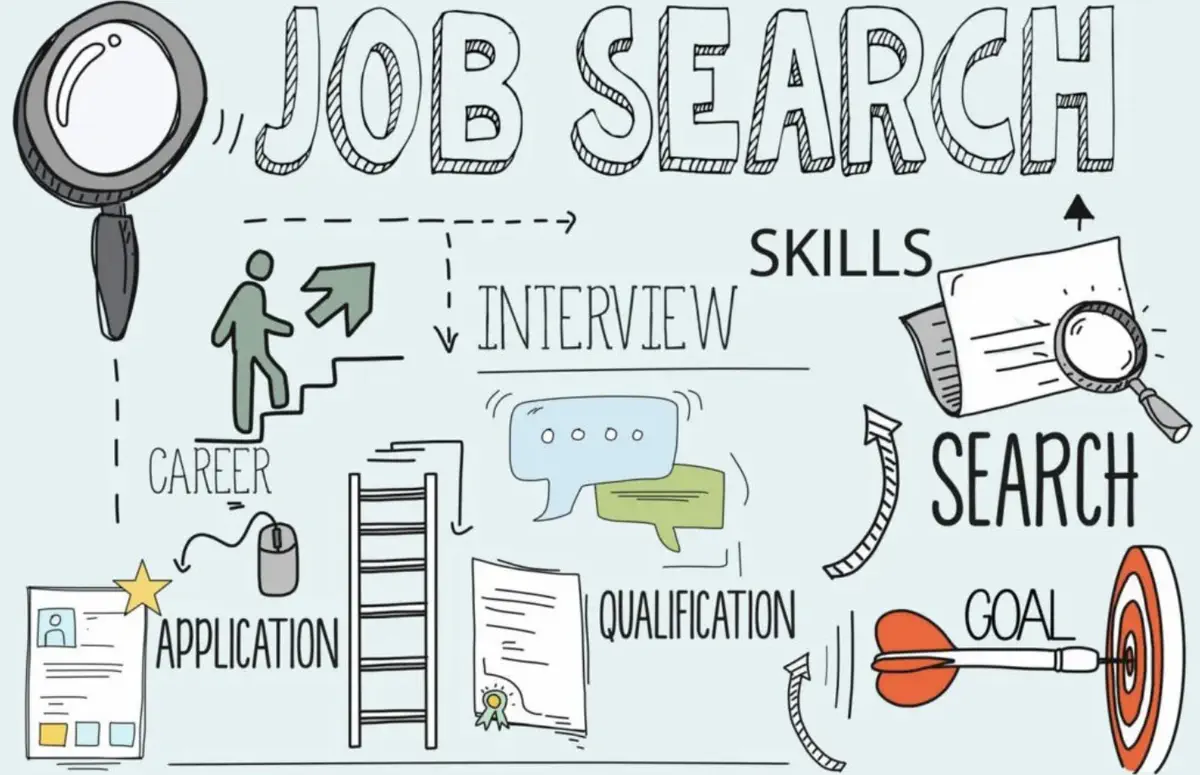 JOB SEARCH
SKILLS
INTERVIEW
CAREER
SEARCH
APPLICATION
QUALIFICATION
GOAL